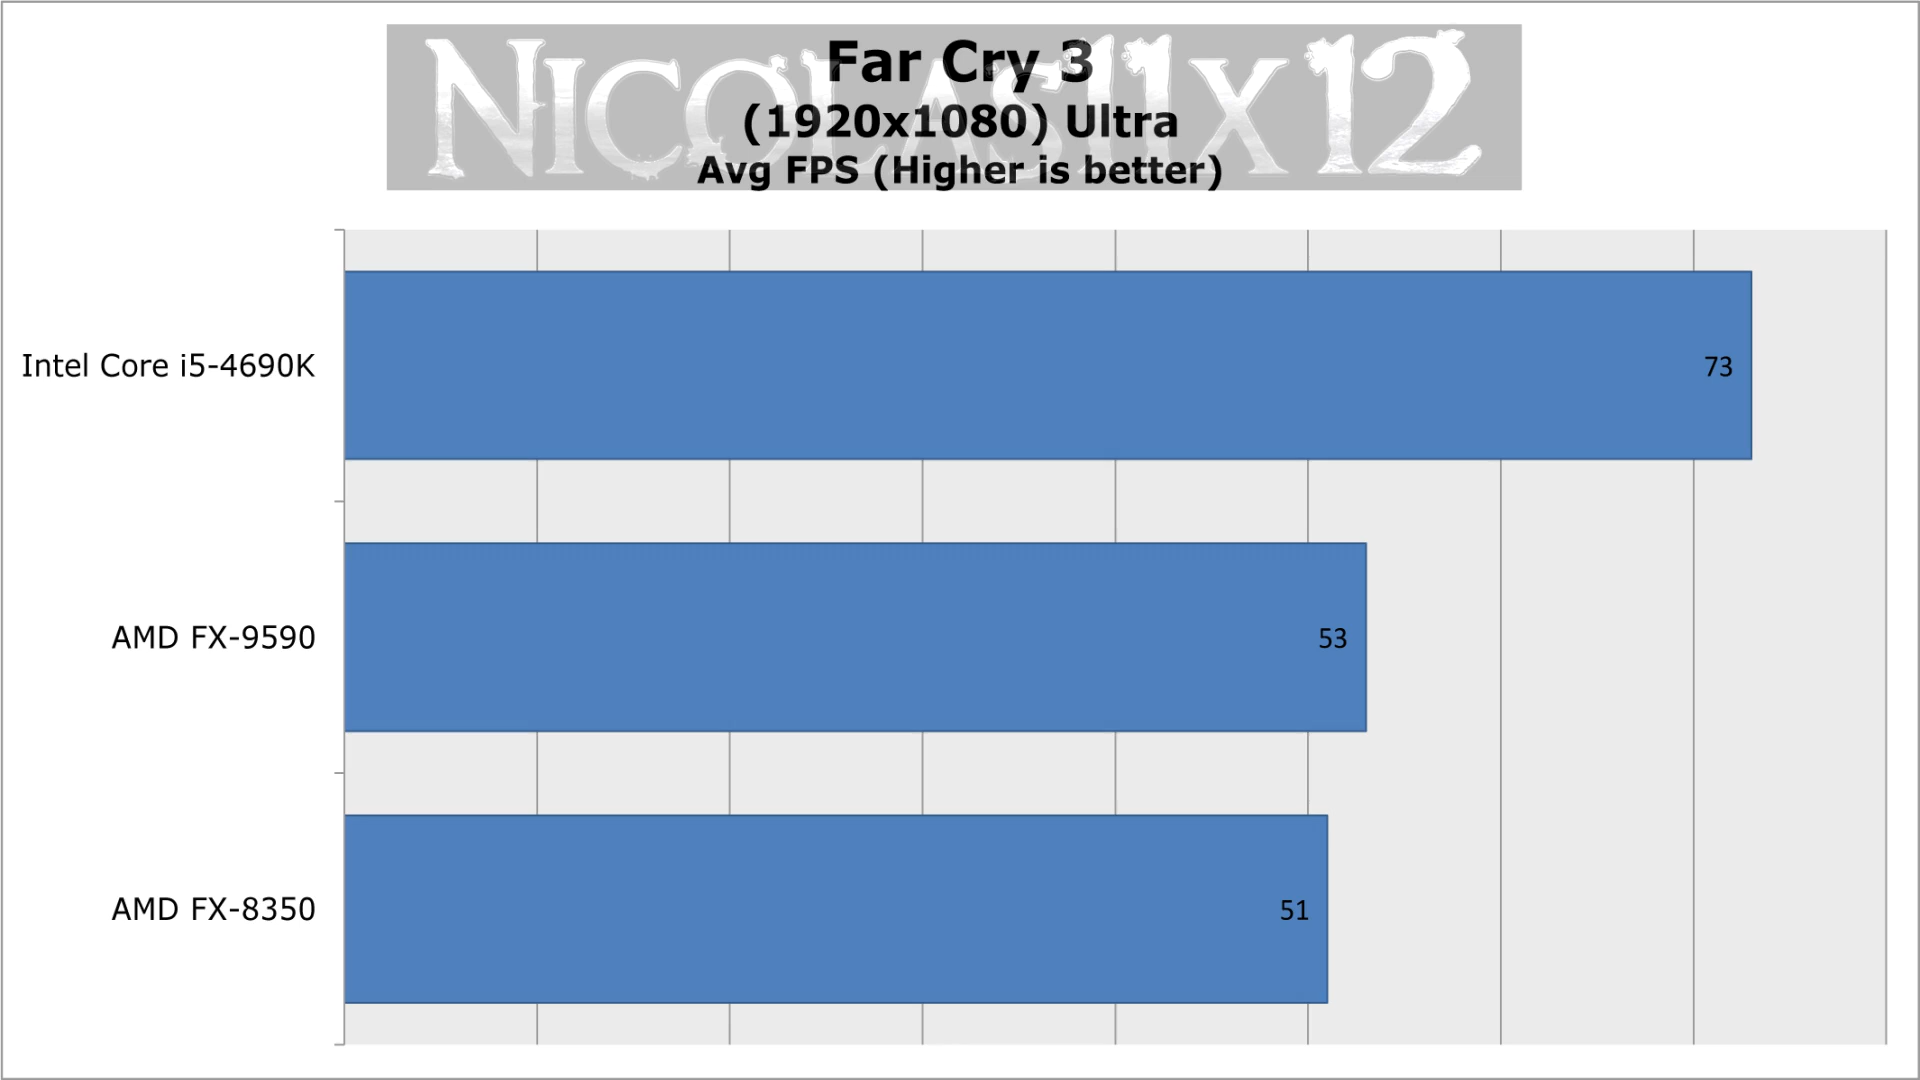 Nicolas11x12
Far Cry 3
(1920x1080) Ultra
Avg FPS (Higher is better)
Intel Core i5-4690K
73
AMD FX-9590
53
AMD FX-8350
51